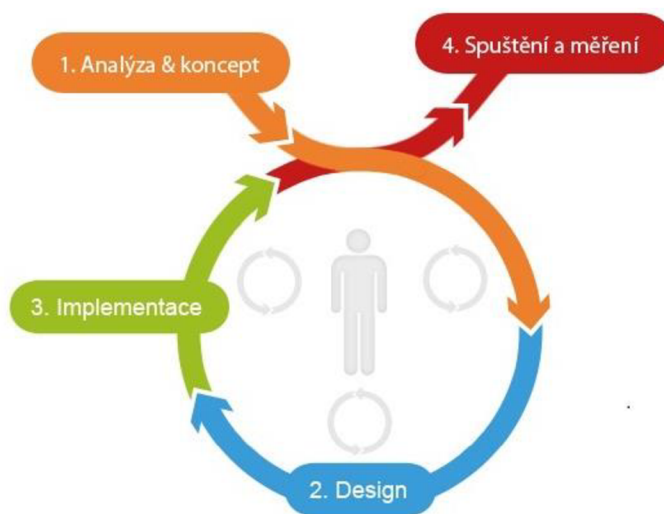 1. Analýza & koncept
4. Spuštění a měření
3. Implementace
2. Design